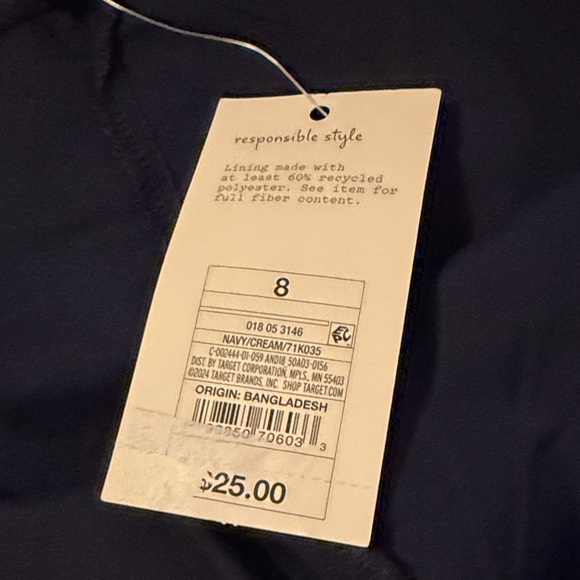 responsible style
Lining made with
at least 60% recycled
polyester. See item for
full fiber content.
8
018 05 3146
NAVY/CREAM/71K035
C-002444-01-059 AND18 50A03-0156
DIST. BY TARGET CORPORATION, MPLS, MN 55403
©2024 TARGET BRANDS, INC. SHOP TARGET.COM
ORIGIN: BANGLADESH
70603 3
$25.00